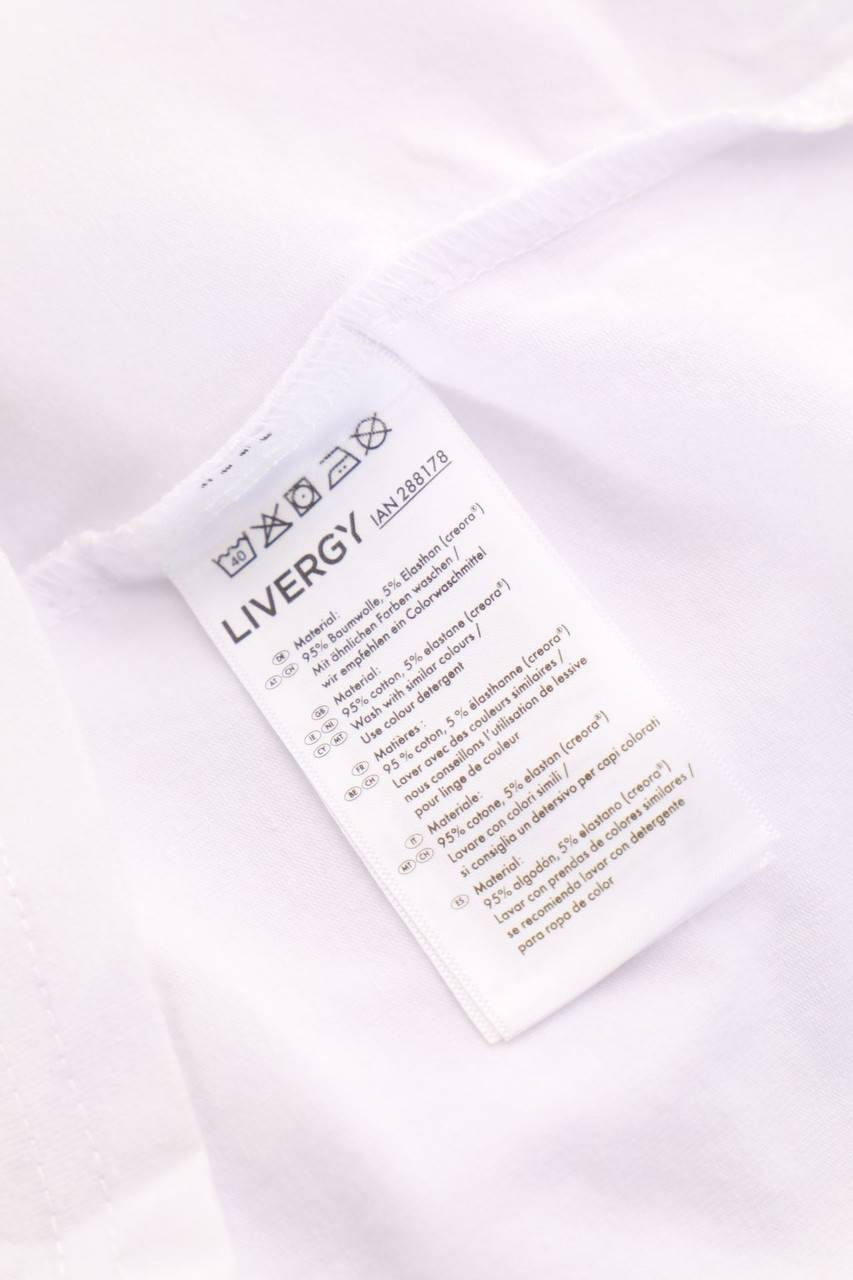 40
LIVERGY IAN 288178
DE Material:
AT CH 95% Baumwolle, 5% Elasthan (creora®)
Mit ähnlichen Farben waschen /
wir empfehlen ein Colorwaschmittel
GB Material:
IE NI 95% cotton, 5% elastane (creora®)
CY MT Wash with similar colours /
Use colour detergent
FR Matières :
BE CH 95 % coton, 5 % élasthanne (creora®)
Laver avec des couleurs similaires /
nous conseillons l'utilisation de lessive
pour linge de couleur
IT Materiale:
MT CH 95% cotone, 5% elastan (creora®)
Lavare con colori simili /
si consiglia un detersivo per capi colorati
ES Material:
95% algodón, 5% elastano (creora®)
Lavar con prendas de colores similares /
se recomienda lavar con detergente
para ropa de color